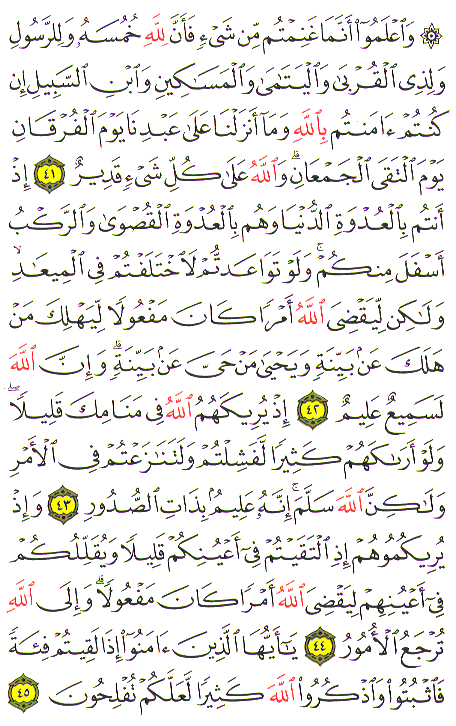 ۞ وَٱعۡلَمُوٓاْ أَنَّمَا غَنِمۡتُم مِّن شَيۡءٖ فَأَنَّ لِلَّهِ خُمُسَهُۥ وَلِلرَّسُولِ
وَلِذِي ٱلۡقُرۡبَىٰ وَٱلۡيَتَٰمَىٰ وَٱلۡمَسَٰكِينِ وَٱبۡنِ ٱلسَّبِيلِ إِن
كُنتُمۡ ءَامَنتُم بِٱللَّهِ وَمَآ أَنزَلۡنَا عَلَىٰ عَبۡدِنَا يَوۡمَ ٱلۡفُرۡقَانِ
يَوۡمَ ٱلۡتَقَى ٱلۡجَمۡعَانِۗ وَٱللَّهُ عَلَىٰ كُلِّ شَيۡءٖ قَدِيرٌ ٤١ إِذۡ
أَنتُم بِٱلۡعُدۡوَةِ ٱلدُّنۡيَا وَهُم بِٱلۡعُدۡوَةِ ٱلۡقُصۡوَىٰ وَٱلرَّكۡبُ
أَسۡفَلَ مِنكُمۡۚ وَلَوۡ تَوَاعَدتُّمۡ لَٱخۡتَلَفۡتُمۡ فِي ٱلۡمِيعَٰدِۙ
وَلَٰكِن لِّيَقۡضِيَ ٱللَّهُ أَمۡرٗا كَانَ مَفۡعُولٗا لِّيَهۡلِكَ مَنۡ
هَلَكَ عَنۢ بَيِّنَةٖ وَيَحۡيَىٰ مَنۡ حَيَّ عَنۢ بَيِّنَةٖۗ وَإِنَّ ٱللَّهَ
لَسَمِيعٌ عَلِيمٌ ٤٢ إِذۡ يُرِيكَهُمُ ٱللَّهُ فِي مَنَامِكَ قَلِيلٗاۖ
وَلَوۡ أَرَىٰكَهُمۡ كَثِيرٗا لَّفَشِلۡتُمۡ وَلَتَنَٰزَعۡتُمۡ فِي ٱلۡأَمۡرِ
وَلَٰكِنَّ ٱللَّهَ سَلَّمَۚ إِنَّهُۥ عَلِيمُۢ بِذَاتِ ٱلصُّدُورِ ٤٣ وَإِذۡ
يُرِيكُمُوهُمۡ إِذِ ٱلۡتَقَيۡتُمۡ فِيٓ أَعۡيُنِكُمۡ قَلِيلٗا وَيُقَلِّلُكُمۡ
فِيٓ أَعۡيُنِهِمۡ لِيَقۡضِيَ ٱللَّهُ أَمۡرٗا كَانَ مَفۡعُولٗاۗ وَإِلَى ٱللَّهِ
تُرۡجَعُ ٱلۡأُمُورُ ٤٤ يَٰٓأَيُّهَا ٱلَّذِينَ ءَامَنُوٓاْ إِذَا لَقِيتُمۡ فِئَةٗ
فَٱثۡبُتُواْ وَٱذۡكُرُواْ ٱللَّهَ كَثِيرٗا لَّعَلَّكُمۡ تُفۡلِحُونَ ٤٥